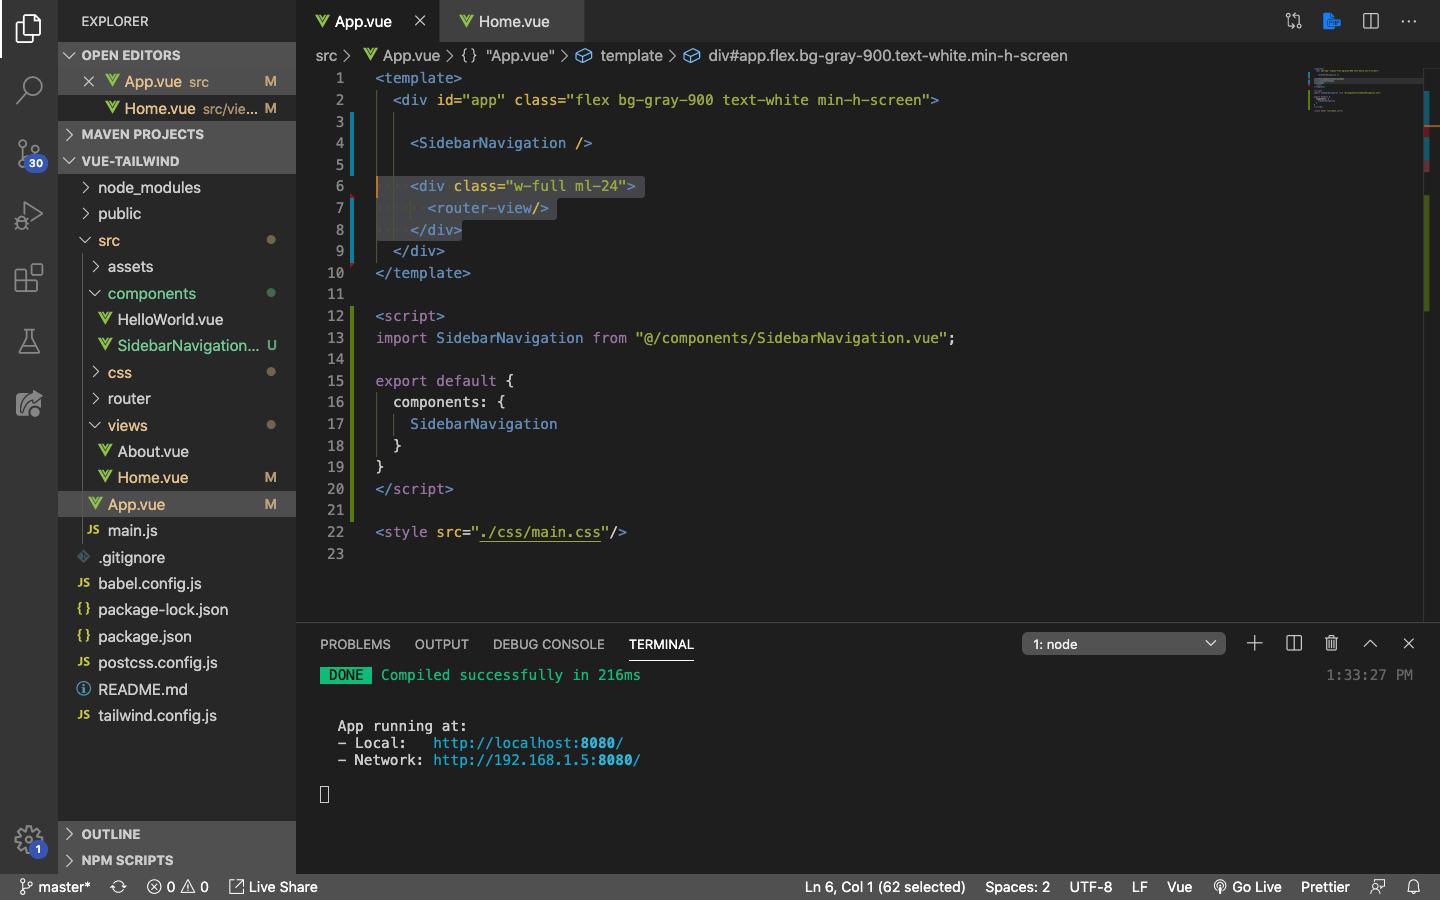 EXPLORER
OPEN EDITORS
App.vue src M
Home.vue src/vie... M
MAVEN PROJECTS
VUE-TAILWIND
node_modules
public
src
assets
components
HelloWorld.vue
SidebarNavigation... U
css
router
views
About.vue
Home.vue M
App.vue M
JS main.js
.gitignore
JS babel.config.js
{} package-lock.json
{} package.json
JS postcss.config.js
README.md
JS tailwind.config.js
OUTLINE
NPM SCRIPTS
30
1
App.vue
Home.vue
src > App.vue > {} "App.vue" > template > div#app.flex.bg-gray-900.text-white.min-h-screen
1 <template>
2 <div id="app" class="flex bg-gray-900 text-white min-h-screen">
3
4 <SidebarNavigation />
5
6 <div class="w-full ml-24">
7 <router-view/>
8 </div>
9 </div>
10 </template>
11
12 <script>
13 import SidebarNavigation from "@/components/SidebarNavigation.vue";
14
15 export default {
16 components: {
17 SidebarNavigation
18 }
19 }
20 </script>
21
22 <style src="./css/main.css"/>
23
PROBLEMS OUTPUT DEBUG CONSOLE TERMINAL 1: node
DONE Compiled successfully in 216ms 1:33:27 PM
App running at:
- Local: http://localhost:8080/
- Network: http://192.168.1.5:8080/
master* 0 0 Live Share Ln 6, Col 1 (62 selected) Spaces: 2 UTF-8 LF Vue Go Live Prettier